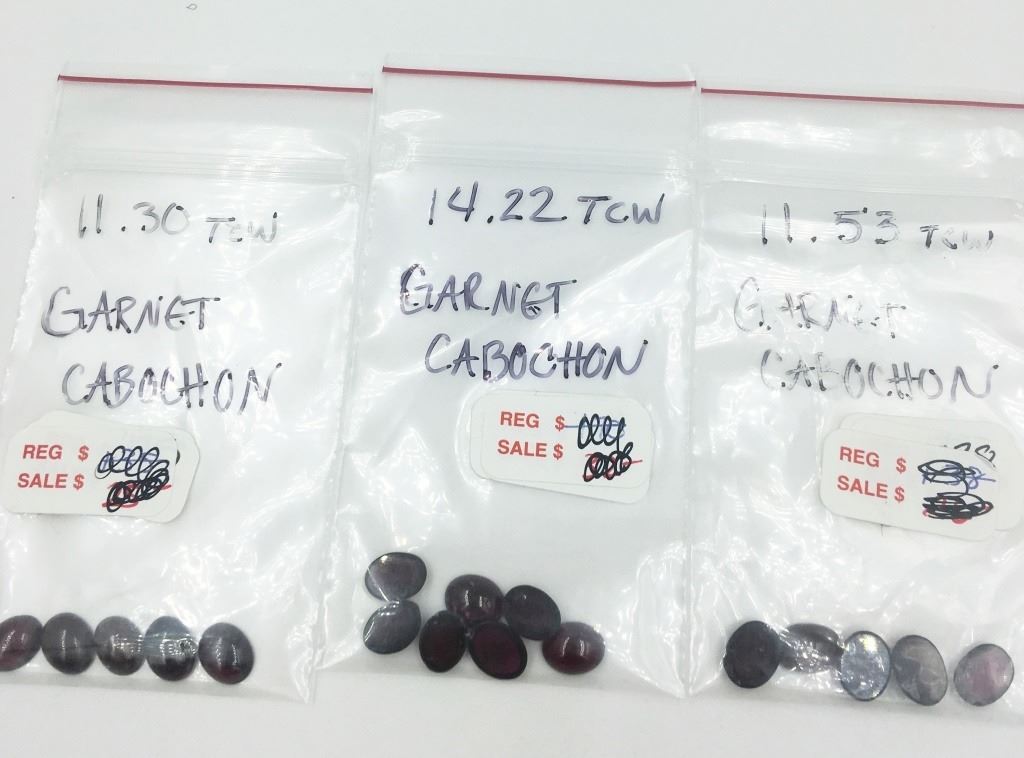 11.30 TCW
GARNET
CABOCHON
REG $
SALE $
14.22 TCW
GARNET
CABOCHON
REG $
SALE $
11.53 TCW
GARNET
CABOCHON
REG $
SALE $